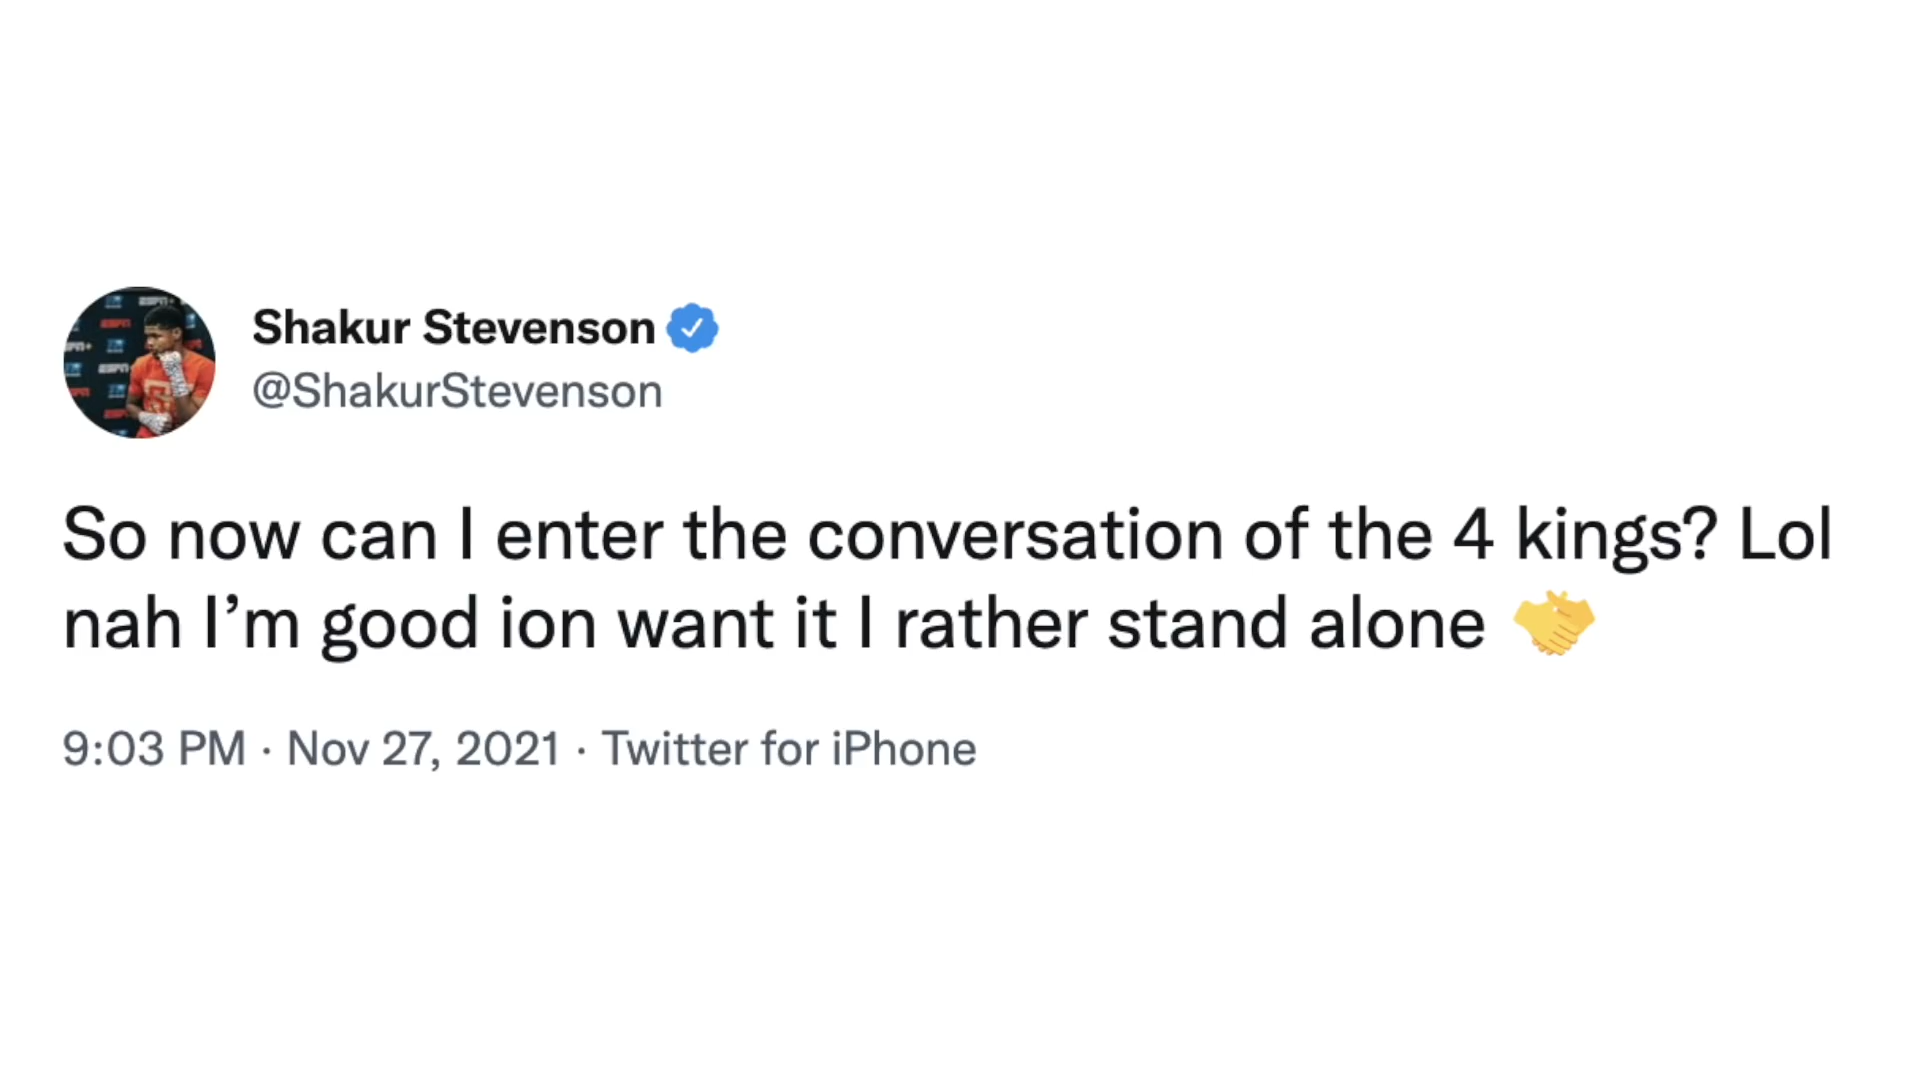 Shakur Stevenson
@ShakurStevenson
So now can I enter the conversation of the 4 kings? Lol
nah I’m good ion want it I rather stand alone 🤝
9:03 PM · Nov 27, 2021 · Twitter for iPhone